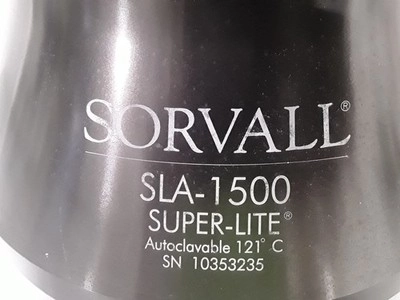 SORVALL®
SLA-1500
SUPER-LITE®
Autoclavable 121° C
SN 10353235